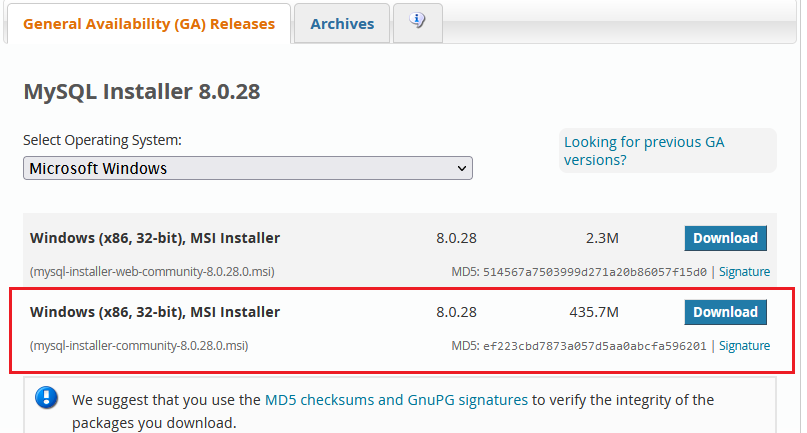 General Availability (GA) Releases
Archives
MySQL Installer 8.0.28
Select Operating System:
Looking for previous GA
versions?
Microsoft Windows
Windows (x86, 32-bit), MSI Installer 8.0.28 2.3M Download
(mysql-installer-web-community-8.0.28.0.msi) MD5: 514567a7503999d271a20b86057f15d0 | Signature
Windows (x86, 32-bit), MSI Installer 8.0.28 435.7M Download
(mysql-installer-community-8.0.28.0.msi) MD5: ef223cbd7873a057d5aa0abcfa596201 | Signature
We suggest that you use the MD5 checksums and GnuPG signatures to verify the integrity of the
packages you download.